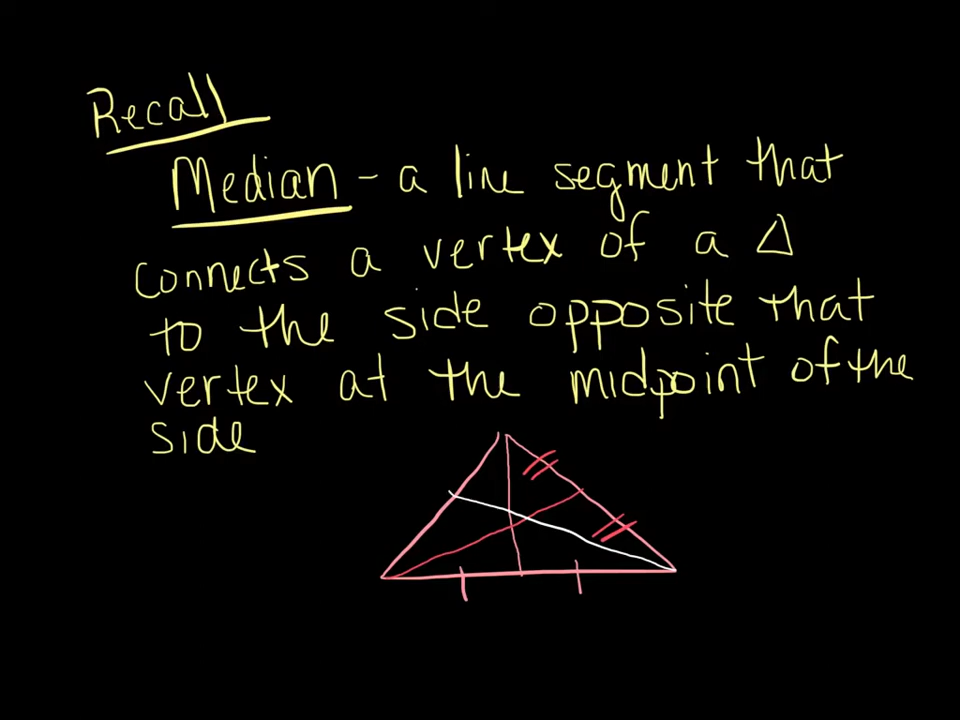 Recall
Median - a line segment that
connects a vertex of a △
to the side opposite that
vertex at the midpoint of the
side